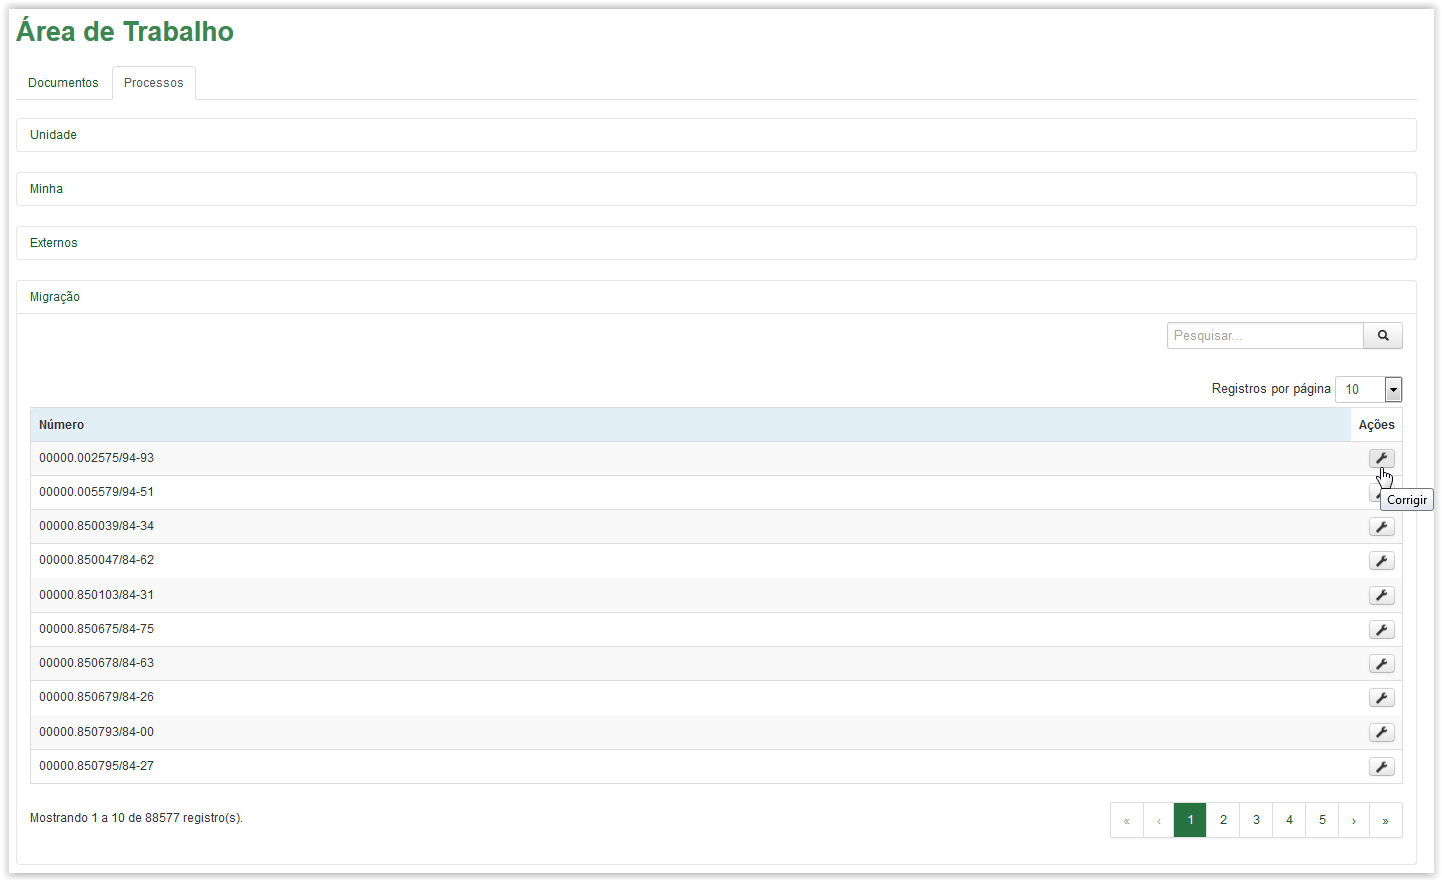 Área de Trabalho
Documentos Processos
Unidade
Minha
Externos
Migração
Pesquisar...
Registros por página 10
Número Ações
00000.002575/94-93
Corrigir
00000.005579/94-51
00000.850039/84-34
00000.850047/84-62
00000.850103/84-31
00000.850675/84-75
00000.850678/84-63
00000.850679/84-26
00000.850793/84-00
00000.850795/84-27
Mostrando 1 a 10 de 88577 registro(s). « ‹ 1 2 3 4 5 › »